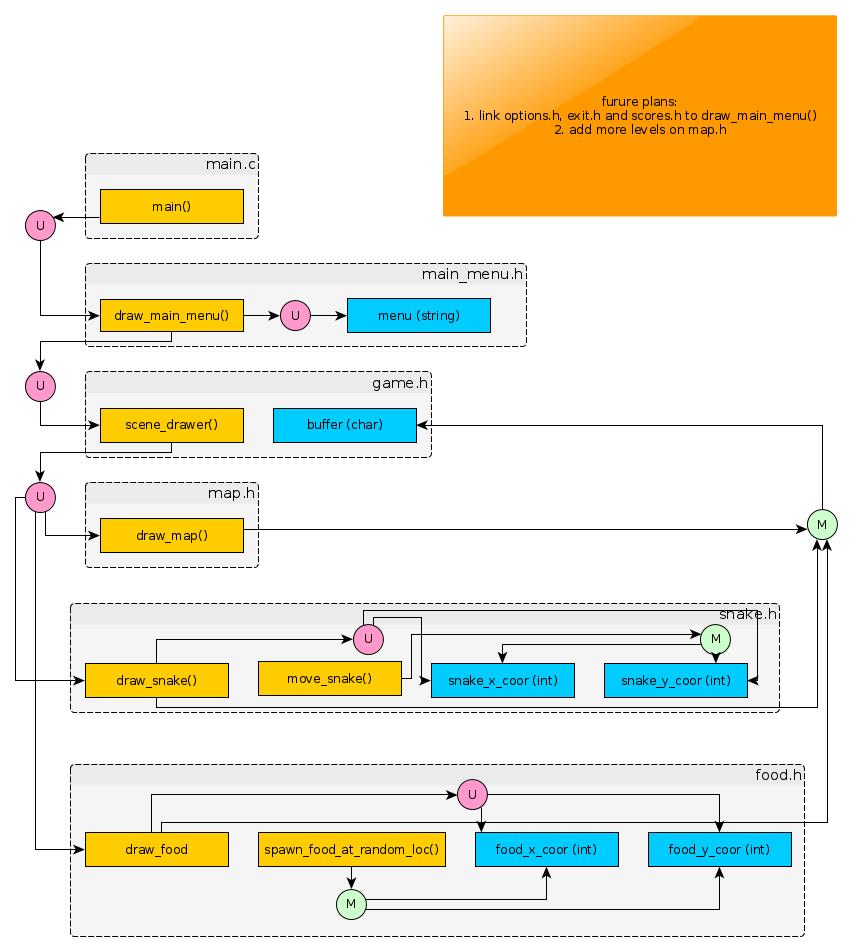 furure plans:
1. link options.h, exit.h and scores.h to draw_main_menu()
2. add more levels on map.h
main.c
main()
U
main_menu.h
draw_main_menu()
U
menu (string)
U
game.h
scene_drawer()
buffer (char)
U
map.h
draw_map()
M
snake.h
U
M
draw_snake()
move_snake()
snake_x_coor (int)
snake_y_coor (int)
food.h
U
draw_food
spawn_food_at_random_loc()
food_x_coor (int)
food_y_coor (int)
M